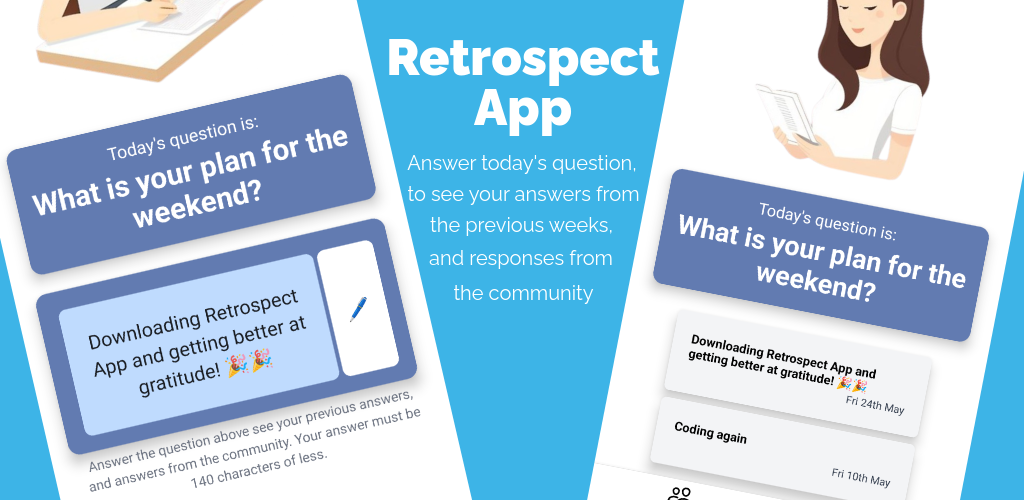 Retrospect
App
Answer today's question,
to see your answers from
the previous weeks,
and responses from
the community
Today's question is:
What is your plan for the
weekend?
Downloading Retrospect
App and getting better at
gratitude! 🎉🎉
Answer the question above see your previous answers,
and answers from the community. Your answer must be
140 characters of less.
Today's question is:
What is your plan for the
weekend?
Downloading Retrospect App and
getting better at gratitude! 🎉🎉
Fri 24th May
Coding again
Fri 10th May